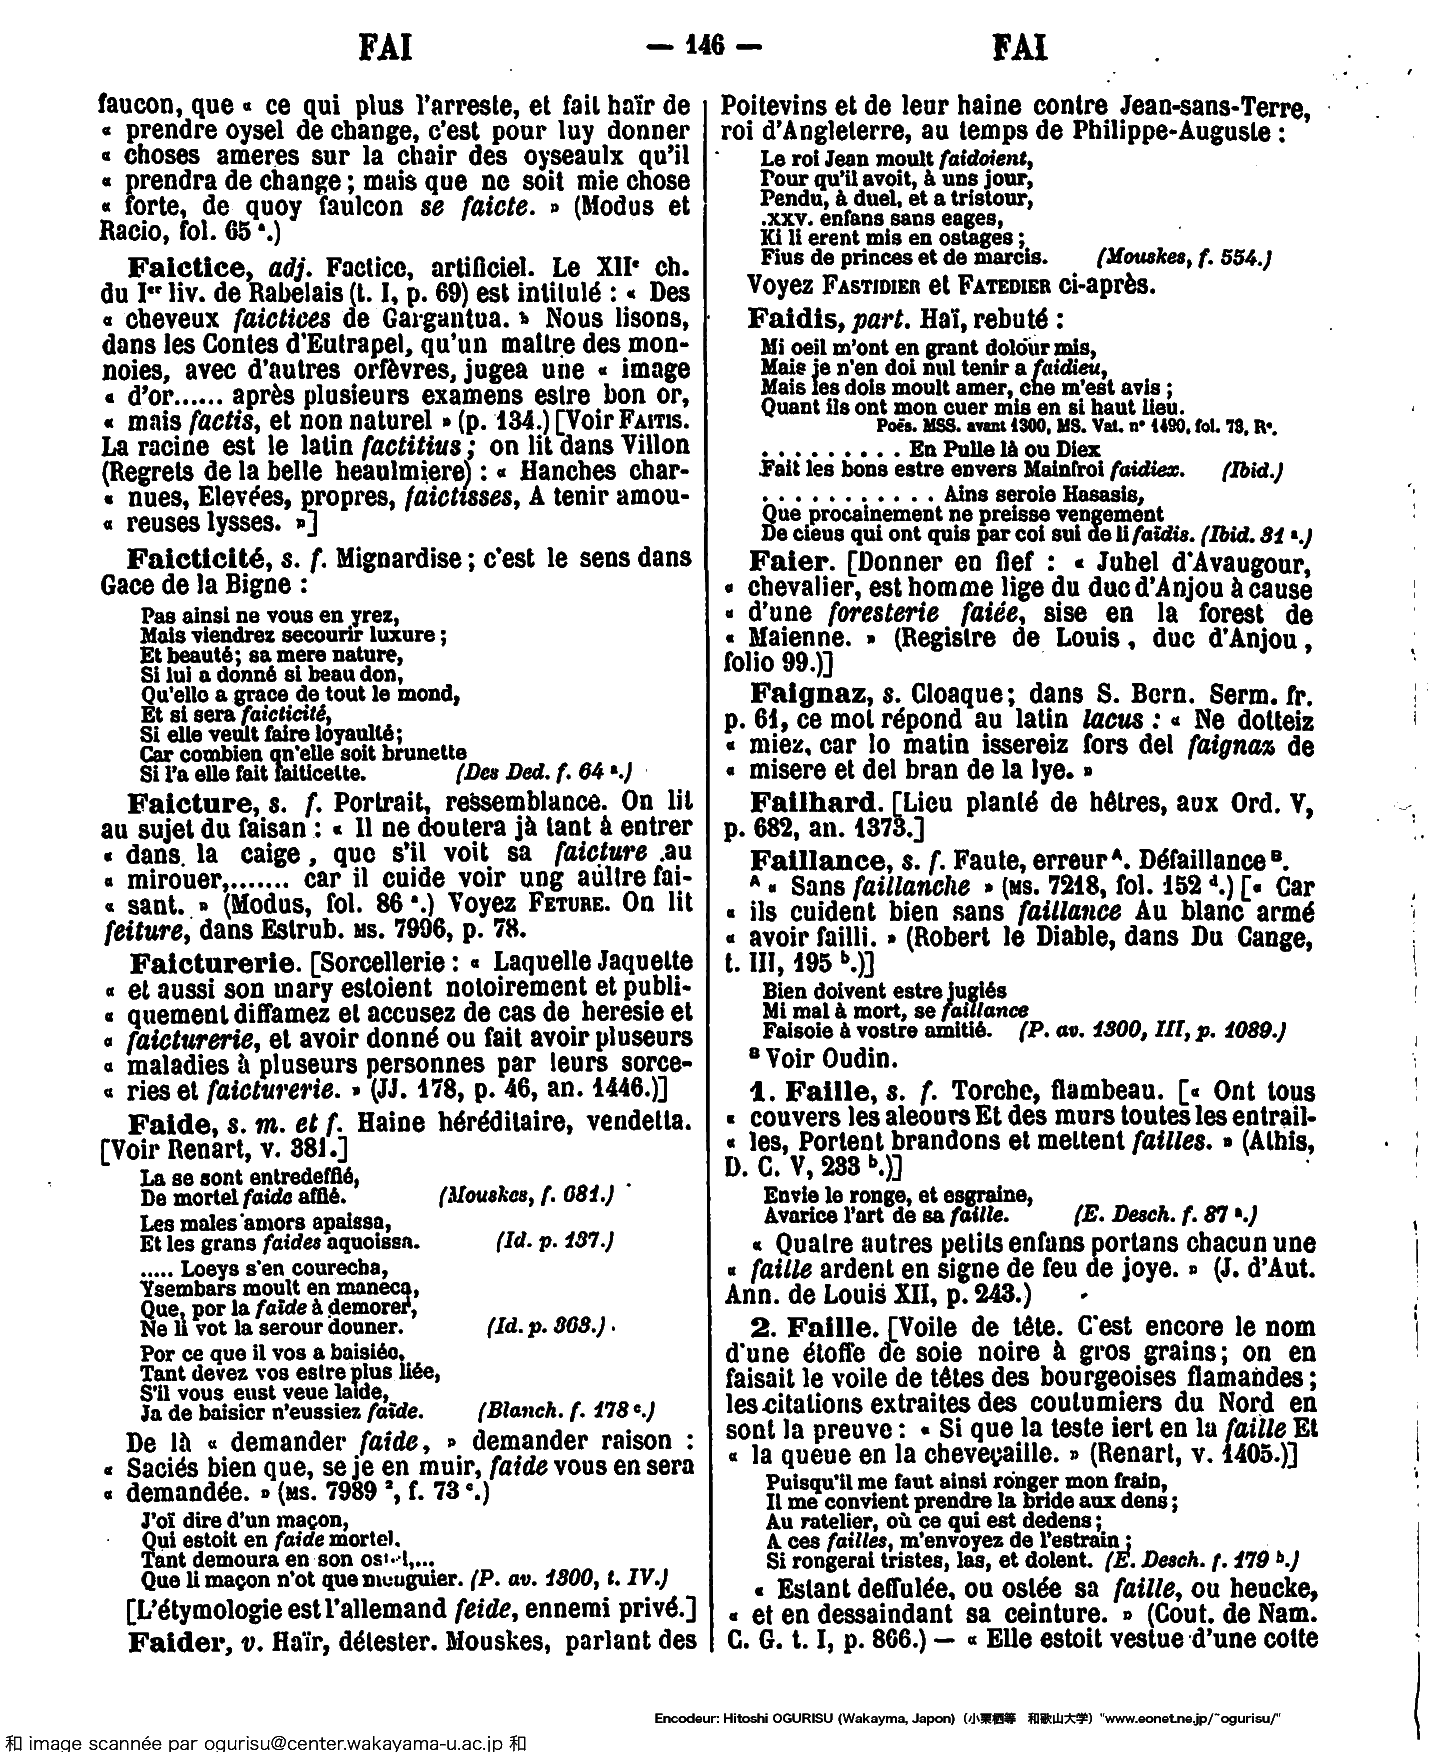 FAI — 146 — FAI
faucon, que « ce qui plus l'arreste, et fait haïr de
« prendre oysel de change, c'est pour luy donner
« choses ameres sur la chair des oyseaulx qu'il
« prendra de change ; mais que ne soit mie chose
« forte, de quoy faulcon se faicte. » (Modus et
Racio, fol. 65 ª.)
Faictice, adj. Factice, artificiel. Le XIIᵉ ch.
du Iᵉʳ liv. de Rabelais (t. I, p. 69) est intitulé : « Des
« cheveux faictices de Gargantua. » Nous lisons,
dans les Contes d'Eutrapel, qu'un maître des mon-
noies, avec d'autres orfèvres, jugea une « image
« d'or...... après plusieurs examens estre bon or,
« mais factis, et non naturel » (p. 134.) [Voir FAITIS.
La racine est le latin factitius ; on lit dans Villon
(Regrets de la belle heaulmiere) : « Hanches char-
« nues, Elevées, propres, faictisses, A tenir amou-
« reuses lysses. »]
Faicticité, s. f. Mignardise ; c'est le sens dans
Gace de la Bigne :
Pas ainsi ne vous en yrez,
Mais viendrez secourir luxure ;
Et beauté ; sa mere nature,
Si lui a donné si beau don,
Qu'elle a grace de tout le mond,
Et si sera faicticité,
Si elle veult faire loyaulté ;
Car combien qn'elle soit brunette
Si l'a elle fait faiticette. (Des Ded. f. 64 ª.)
Faicture, s. f. Portrait, ressemblance. On lit
au sujet du faisan : « Il ne doutera jà tant à entrer
« dans la caige, que s'il voit sa faicture au
« mirouer,....... car il cuide voir ung aultre fai-
« sant. » (Modus, fol. 86 ª.) Voyez FETURE. On lit
feiture, dans Estrub. MS. 7996, p. 78.
Faicturerie. [Sorcellerie : « Laquelle Jaquette
« et aussi son mary estoient notoirement et publi-
« quement diffamez et accusez de cas de heresie et
« faicturerie, et avoir donné ou fait avoir pluseurs
« maladies à pluseurs personnes par leurs sorce-
« ries et faicturerie. » (JJ. 178, p. 46, an. 1446.)]
Faide, s. m. et f. Haine héréditaire, vendetta.
[Voir Renart, v. 381.]
La se sont entredeffié,
De mortel faide affié. (Mouskes, f. 681.)
Les males amors apaissa,
Et les grans faides aquoissa. (Id. p. 137.)
..... Loeys s'en courecha,
Ysembars moult en maneça,
Que, por la faïde à demorer,
Ne li vot la serour douner. (Id. p. 368.)
Por ce que il vos a baisiée,
Tant devez vos estre plus liée,
S'il vous eust veue laide,
Ja de baisier n'eussiez faïde. (Blanch. f. 178 ᶜ.)
De là « demander faide, » demander raison :
« Saciés bien que, se je en muir, faide vous en sera
« demandée. » (MS. 7989 ², f. 73 ᶜ.)
J'oï dire d'un maçon,
Qui estoit en faide mortel.
Tant demoura en son ostel,...
Que li maçon n'ot que menguier. (P. av. 1300, t. IV.)
[L'étymologie est l'allemand feide, ennemi privé.]
Faider, v. Haïr, détester. Mouskes, parlant des
Poitevins et de leur haine contre Jean-sans-Terre,
roi d'Angleterre, au temps de Philippe-Auguste :
Le roi Jean moult faidoient,
Pour qu'il avoit, à uns jour,
Pendu, à duel, et a tristour,
.XXV. enfans sans eages,
Ki li erent mis en ostages ;
Fius de princes et de marcis. (Mouskes, f. 554.)
Voyez FASTIDIER et FATEDIER ci-après.
Faidis, part. Haï, rebuté :
Mi oeil m'ont en grant dolour mis,
Mais je n'en doi nul tenir a faidieu,
Mais les dois moult amer, che m'est avis ;
Quant ils ont mon cuer mis en si haut lieu.
Poës. MSS. avant 1300, MS. Vat. n° 1490, fol. 73, R°.
. . . . . . . . . En Pulle là ou Diex
Fait les bons estre envers Mainfroi faidiex. (Ibid.)
. . . . . . . . . . . Ains seroie Hasasis,
Que procainement ne preisse vengement
De cieus qui ont quis par coi sui de li faïdis. (Ibid. 31 ª.)
Faier. [Donner en fief : « Juhel d'Avaugour,
« chevalier, est homme lige du duc d'Anjou à cause
« d'une foresterie faiée, sise en la forest de
« Maienne. » (Registre de Louis, duc d'Anjou,
folio 99.)]
Faignaz, s. Cloaque ; dans S. Bern. Serm. fr.
p. 61, ce mot répond au latin lacus : « Ne dotteiz
« miez, car lo matin issereiz fors del faignaz de
« misere et del bran de la lye. »
Failhard. [Lieu planté de hêtres, aux Ord. V,
p. 682, an. 1373.]
Faillance, s. f. Faute, erreur ᴬ. Défaillance ᴮ.
ᴬ « Sans faillanche » (MS. 7218, fol. 152 ᵈ.) [« Car
« ils cuident bien sans faillance Au blanc armé
« avoir failli. » (Robert le Diable, dans Du Cange,
t. III, 195 ᵇ.)]
Bien doivent estre jugiés
Mi mal à mort, se faillance
Faisoie à vostre amitié. (P. av. 1300, III, p. 1089.)
ᴮ Voir Oudin.
1. Faille, s. f. Torche, flambeau. [« Ont tous
« couvers les aleours Et des murs toutes les entrail-
« les, Portent brandons et mettent failles. » (Athis,
D. C. V, 233 ᵇ.)]
Envie le ronge, et esgraine,
Avarice l'art de sa faille. (E. Desch. f. 87 ª.)
« Quatre autres petits enfans portans chacun une
« faille ardent en signe de feu de joye. » (J. d'Aut.
Ann. de Louis XII, p. 243.)
2. Faille. [Voile de tête. C'est encore le nom
d'une étoffe de soie noire à gros grains ; on en
faisait le voile de têtes des bourgeoises flamandes ;
les citations extraites des coutumiers du Nord en
sont la preuve : « Si que la teste iert en la faille Et
« la queue en la cheveçaille. » (Renart, v. 1405.)]
Puisqu'il me faut ainsi ronger mon frain,
Il me convient prendre la bride aux dens ;
Au ratelier, où ce qui est dedens ;
A ces failles, m'envoyez de l'estrain ;
Si rongerai tristes, las, et dolent. (E. Desch. f. 179 ᵇ.)
« Estant deffulée, ou ostée sa faille, ou heucke,
« et en dessaindant sa ceinture. » (Cout. de Nam.
C. G. t. I, p. 866.) — « Elle estoit vestue d'une cotte
Encodeur: Hitoshi OGURISU (Wakayma, Japon) (小栗栖等 和歌山大学) "www.eonet.ne.jp/~ogurisu/"
和 image scannée par ogurisu@center.wakayama-u.ac.jp 和